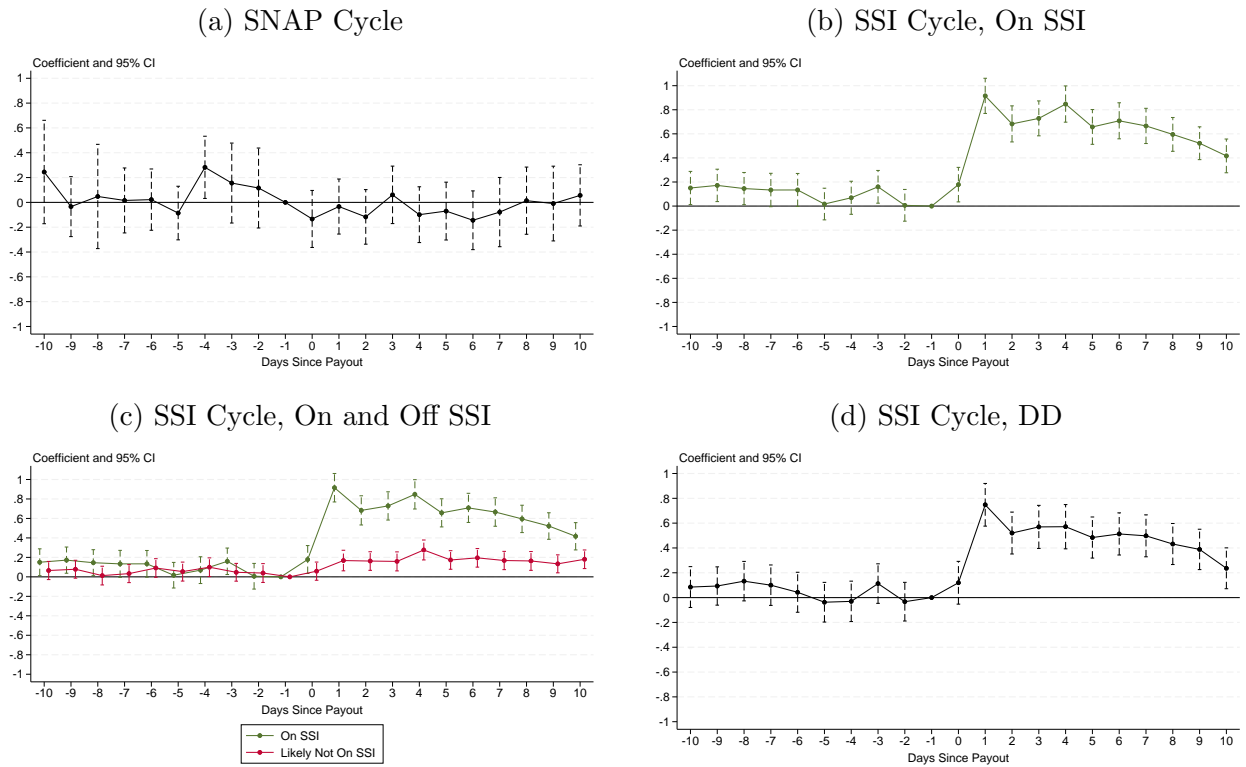 (a) SNAP Cycle
Coefficient and 95% CI
1
.8
.6
.4
.2
0
-.2
-.4
-.6
-.8
-1
-10 -9 -8 -7 -6 -5 -4 -3 -2 -1 0 1 2 3 4 5 6 7 8 9 10
Days Since Payout
(b) SSI Cycle, On SSI
Coefficient and 95% CI
1
.8
.6
.4
.2
0
-.2
-.4
-.6
-.8
-1
-10 -9 -8 -7 -6 -5 -4 -3 -2 -1 0 1 2 3 4 5 6 7 8 9 10
Days Since Payout
(c) SSI Cycle, On and Off SSI
Coefficient and 95% CI
1
.8
.6
.4
.2
0
-.2
-.4
-.6
-.8
-1
-10 -9 -8 -7 -6 -5 -4 -3 -2 -1 0 1 2 3 4 5 6 7 8 9 10
Days Since Payout
On SSI
Likely Not On SSI
(d) SSI Cycle, DD
Coefficient and 95% CI
1
.8
.6
.4
.2
0
-.2
-.4
-.6
-.8
-1
-10 -9 -8 -7 -6 -5 -4 -3 -2 -1 0 1 2 3 4 5 6 7 8 9 10
Days Since Payout